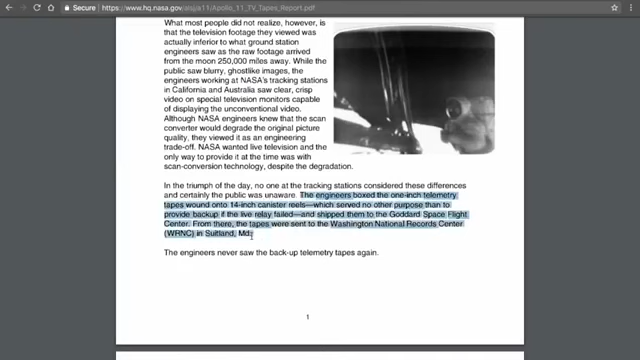 Secure https://www.hq.nasa.gov/alsj/a11/Apollo_11_TV_Tapes_Report.pdf
What most people did not realize, however, is
that the television footage they viewed was
actually inferior to what ground station
engineers saw as the raw footage arrived
from the moon 250,000 miles away. While the
public saw blurry, ghostlike images, the
engineers working at NASA's tracking stations
in California and Australia saw clear, crisp
video on special television monitors capable
of displaying the unconventional video.
Although NASA engineers knew that the scan
converter would degrade the original picture
quality, they viewed it as an engineering
trade-off. NASA wanted live television and the
only way to provide it at the time was with
scan-conversion technology, despite the degradation.
In the triumph of the day, no one at the tracking stations considered these differences
and certainly the public was unaware. The engineers boxed the one-inch telemetry
tapes wound onto 14-inch canister reels—which served no other purpose than to
provide backup if the live relay failed—and shipped them to the Goddard Space Flight
Center. From there, the tapes were sent to the Washington National Records Center
(WRNC) in Suitland, Md.
The engineers never saw the back-up telemetry tapes again.
1